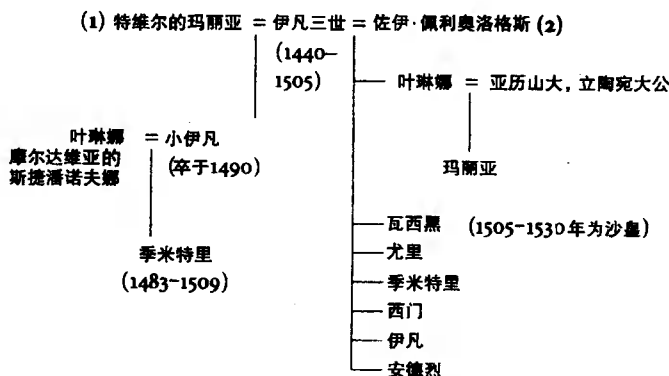 (1) 特维尔的玛丽亚 = 伊凡三世 = 佐伊·佩利奥洛格斯 (2)
(1440-
1505)
叶琳娜 = 亚历山大，立陶宛大公
玛丽亚
叶琳娜 = 小伊凡
摩尔达维亚的 (卒于1490)
斯捷潘诺夫娜
季米特里
(1483-1509)
瓦西黑 (1505-1530年为沙皇)
尤里
季米特里
西门
伊凡
安德烈